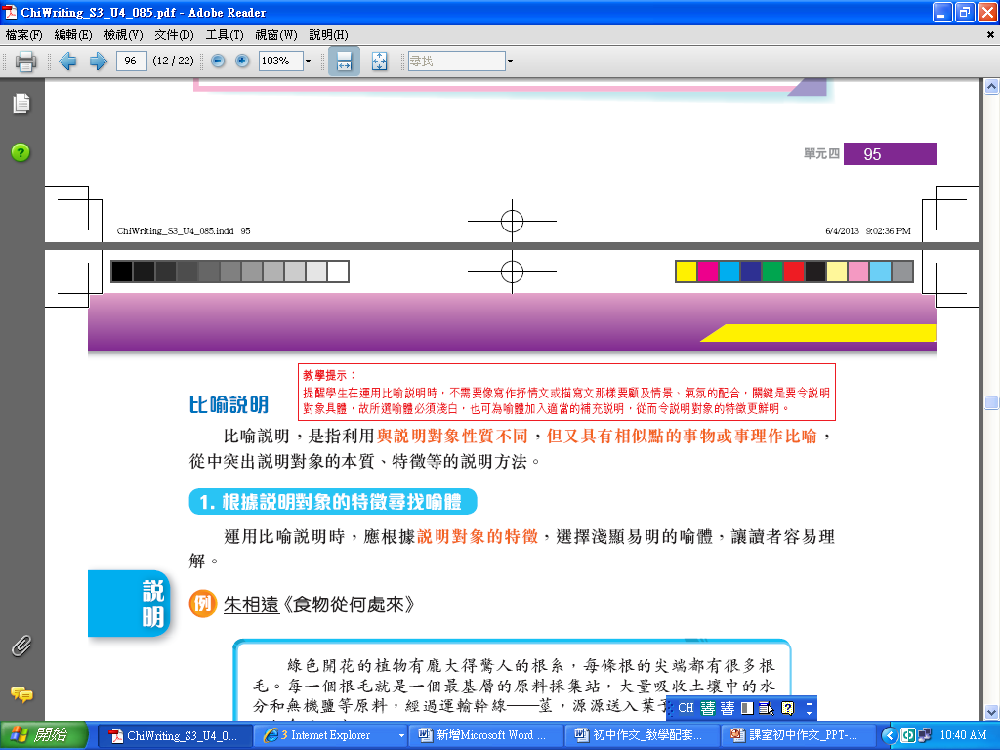 ChiWriting_S3_U4_085.pdf - Adobe Reader
檔案(F) 編輯(E) 檢視(V) 文件(D) 工具(T) 視窗(W) 說明(H)
96 (12 / 22) 103% 尋找
單元四 95
ChiWriting_S3_U4_085.indd 95
6/4/2013 9:02:36 PM
教學提示：
提醒學生在運用比喻說明時，不需要像寫作抒情文或描寫文那樣要顧及情景、氣氛的配合，關鍵是要令說明
對象具體，故所選喻體必須淺白，也可為喻體加入適當的補充說明，從而令說明對象的特徵更鮮明。
比喻說明
比喻說明，是指利用與說明對象性質不同，但又具有相似點的事物或事理作比喻，
從中突出說明對象的本質、特徵等的說明方法。
1. 根據說明對象的特徵尋找喻體
運用比喻說明時，應根據說明對象的特徵，選擇淺顯易明的喻體，讓讀者容易理
解。
說明
例 朱相遠《食物從何處來》
綠色開花的植物有龐大得驚人的根系，每條根的尖端都有很多根
毛。每一個根毛就是一個最基層的原料採集站，大量吸收土壤中的水
分和無機鹽等原料，經過運輸幹線——莖，源源送入葉子
CH
開始 ChiWriting_S3_U4_0... 3 Internet Explorer 新增Microsoft Word ... 初中作文_教學配套... 課室初中作文_PPT-... 10:40 AM